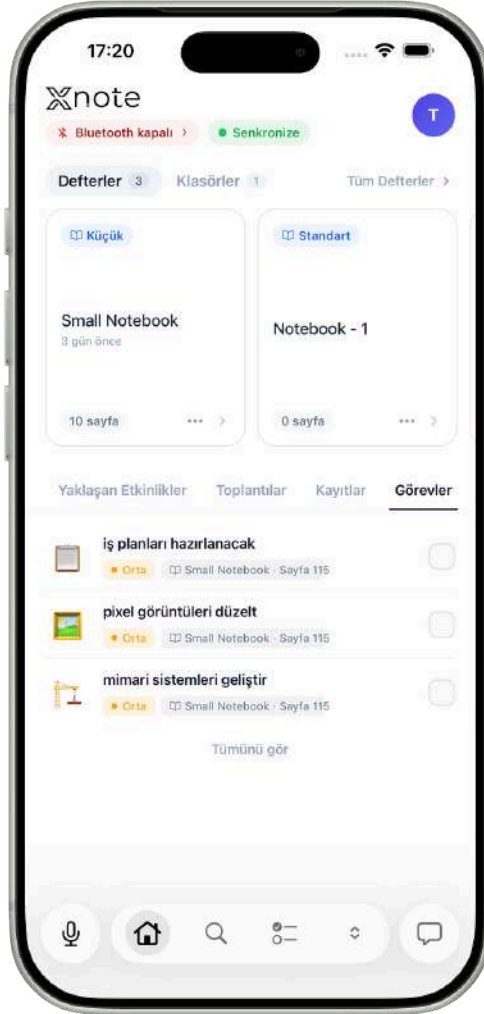 17:20
Xnote
Bluetooth kapalı
Senkronize
T
Defterler 3
Klasörler 1
Tüm Defterler
Küçük
Small Notebook
3 gün önce
10 sayfa
Standart
Notebook - 1
0 sayfa
Yaklaşan Etkinlikler
Toplantılar
Kayıtlar
Görevler
iş planları hazırlanacak
Orta
Small Notebook · Sayfa 115
pixel görüntüleri düzelt
Orta
Small Notebook · Sayfa 115
mimari sistemleri geliştir
Orta
Small Notebook · Sayfa 115
Tümünü gör